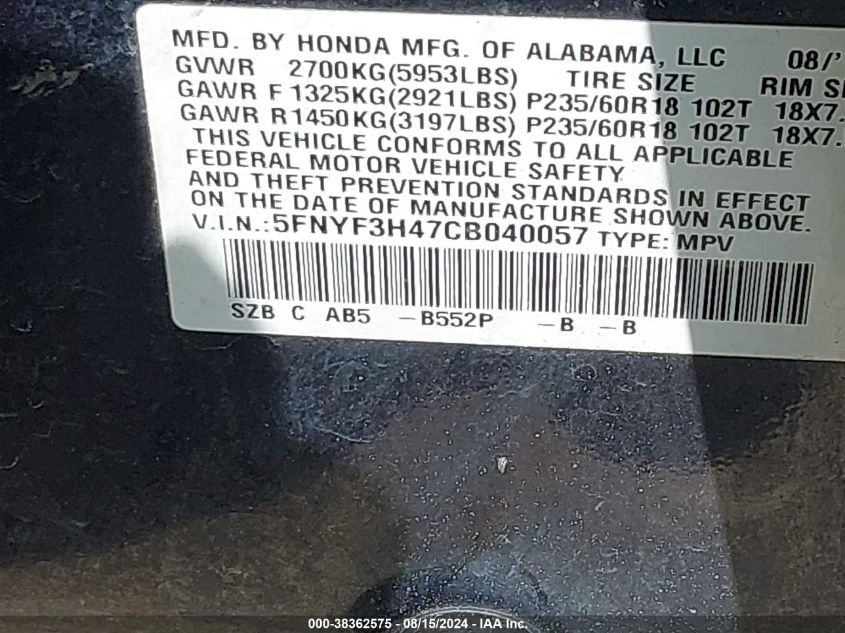 MFD. BY HONDA MFG. OF ALABAMA, LLC 08/'
GVWR 2700KG(5953LBS) TIRE SIZE RIM
GAWR F 1325KG(2921LBS) P235/60R18 102T 18X7.
GAWR R 1450KG(3197LBS) P235/60R18 102T 18X7.
THIS VEHICLE CONFORMS TO ALL APPLICABLE
FEDERAL MOTOR VEHICLE SAFETY
AND THEFT PREVENTION STANDARDS IN EFFECT
ON THE DATE OF MANUFACTURE SHOWN ABOVE.
V.I.N.:5FNYF3H47CB040057 TYPE: MPV
SZB C AB5 -B552P -B -B
000-38362575 - 08/15/2024 - IAA Inc.